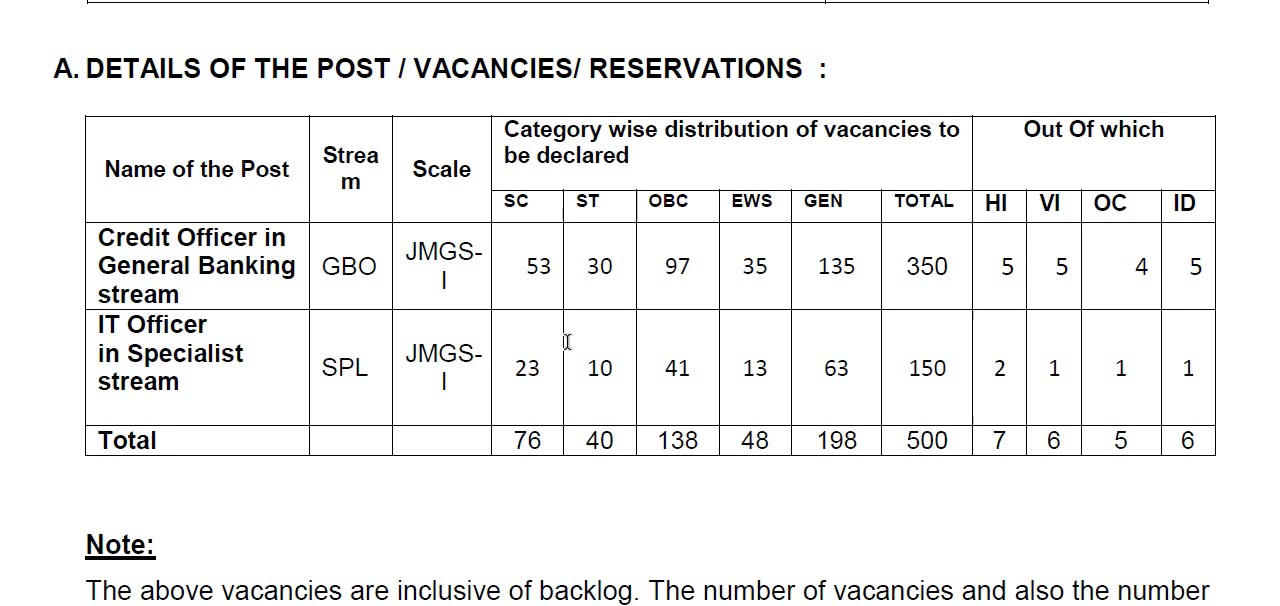 A. DETAILS OF THE POST / VACANCIES/ RESERVATIONS :
Name of the Post Strea m Scale Category wise distribution of vacancies to be declared Out Of which
SC ST OBC EWS GEN TOTAL HI VI OC ID
Credit Officer in General Banking stream GBO JMGS-I 53 30 97 35 135 350 5 5 4 5
IT Officer in Specialist stream SPL JMGS-I 23 10 41 13 63 150 2 1 1 1
Total 76 40 138 48 198 500 7 6 5 6
Note:
The above vacancies are inclusive of backlog. The number of vacancies and also the number